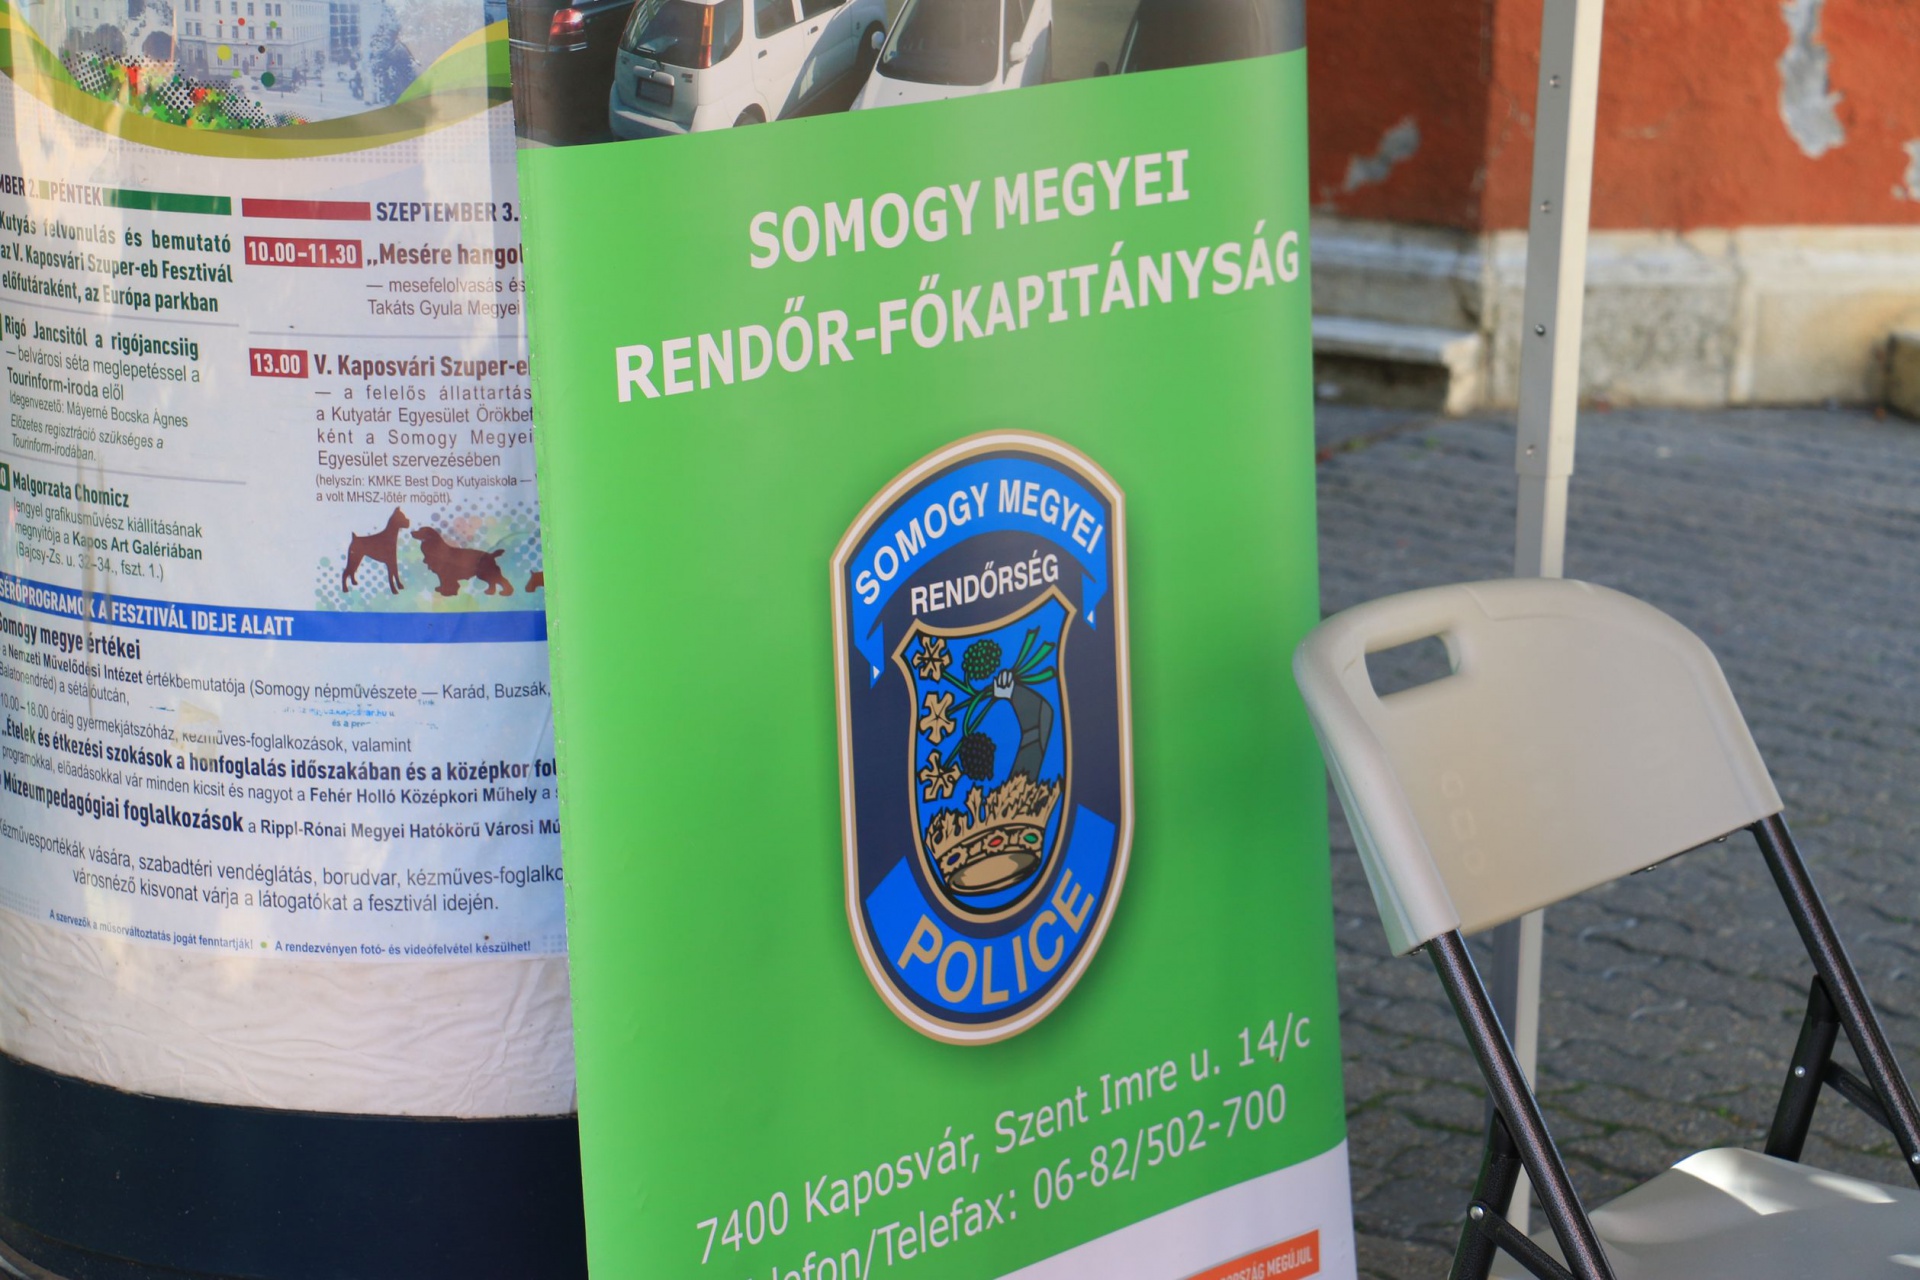 2. PÉNTEK
Kutyás felvonulás és bemutató
az V. Kaposvári Szuper-eb Fesztivál
előfutáraként, az Európa parkban
Rigó Jancsitól a rigójancsiig
— belvárosi séta meglepetéssel a
Tourinform-iroda elől
Idegenvezető: Máyerné Bocska Ágnes
Előzetes regisztráció szükséges a
Tourinform-irodában.
Malgorzata Chomicz
lengyel grafikusművész kiállításának
megnyitója a Kapos Art Galériában
(Bajcsy-Zs. u. 32–34., fszt. 1.)
SZEPTEMBER 3.
10.00–11.30 „Mesére hangol
— mesefelolvasás és
Takáts Gyula Megyei
13.00 V. Kaposvári Szuper-e
— a felelős állattartás
a Kutyatár Egyesület Örökbef
ként a Somogy Megyei
Egyesület szervezésében
(helyszín: KMKE Best Dog Kutyaiskola —
a volt MHSZ-lőtér mögött)
SÉRŐPROGRAMOK A FESZTIVÁL IDEJE ALATT
Somogy megye értékei
a Nemzeti Művelődési Intézet értékbemutatója (Somogy népművészete — Karád, Buzsák,
Balatonendréd) a sétálóutcán,
10.00–18.00 óráig gyermekjátszóház, kézműves-foglalkozások, valamint
„Ételek és étkezési szokások a honfoglalás időszakában és a középkor fol
programokkal, előadásokkal vár minden kicsit és nagyot a Fehér Holló Középkori Műhely a s
Múzeumpedagógiai foglalkozások a Rippl-Rónai Megyei Hatókörű Városi Mú
kézművesportékák vására, szabadtéri vendéglátás, borudvar, kézműves-foglalko
városnéző kisvonat várja a látogatókat a fesztivál idején.
A szervezők a műsorváltoztatás jogát fenntartják! • A rendezvényen fotó- és videófelvétel készülhet!
SOMOGY MEGYEI
RENDŐR-FŐKAPITÁNYSÁG
SOMOGY MEGYEI
RENDŐRSÉG
POLICE
7400 Kaposvár, Szent Imre u. 14/c
lefon/Telefax: 06-82/502-700
ORSZÁG MEGÚJUL